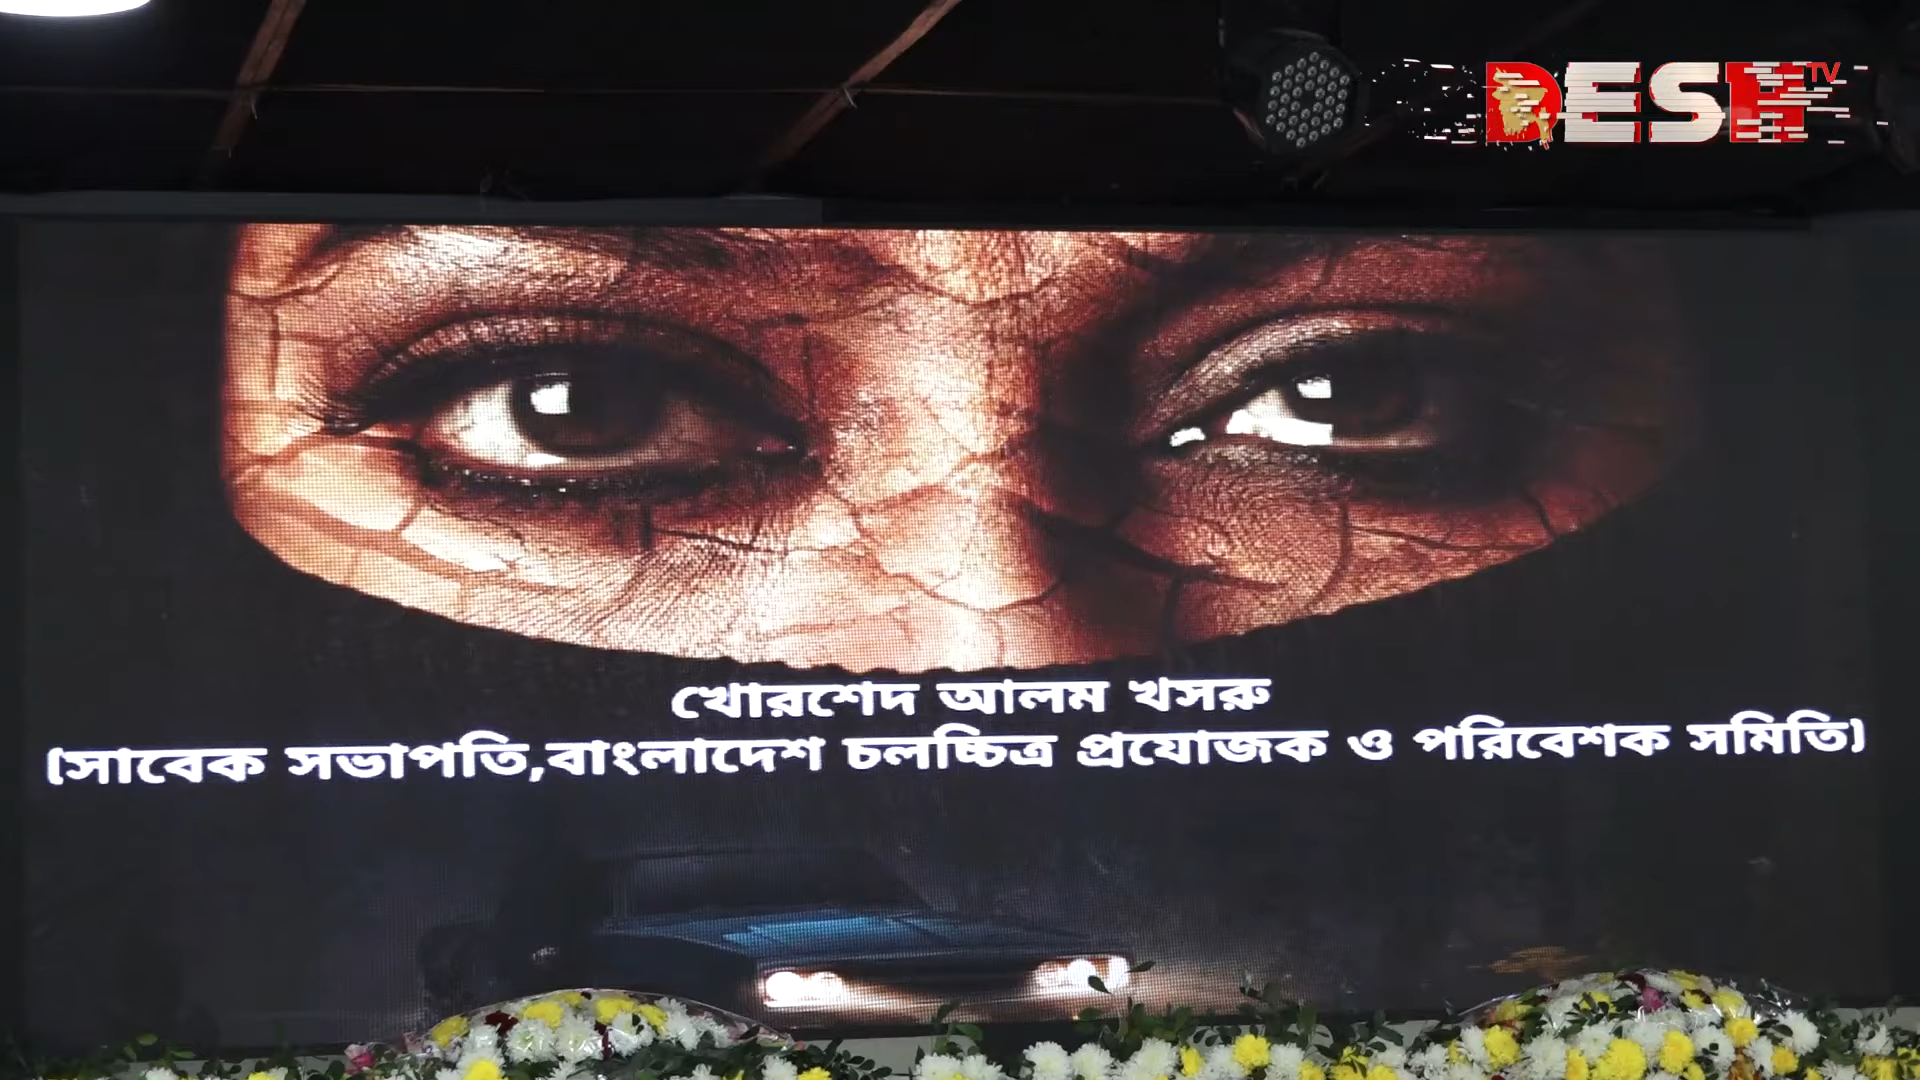 DESH TV
খোরশেদ আলম খসরু
(সাবেক সভাপতি,বাংলাদেশ চলচ্চিত্র প্রযোজক ও পরিবেশক সমিতি)